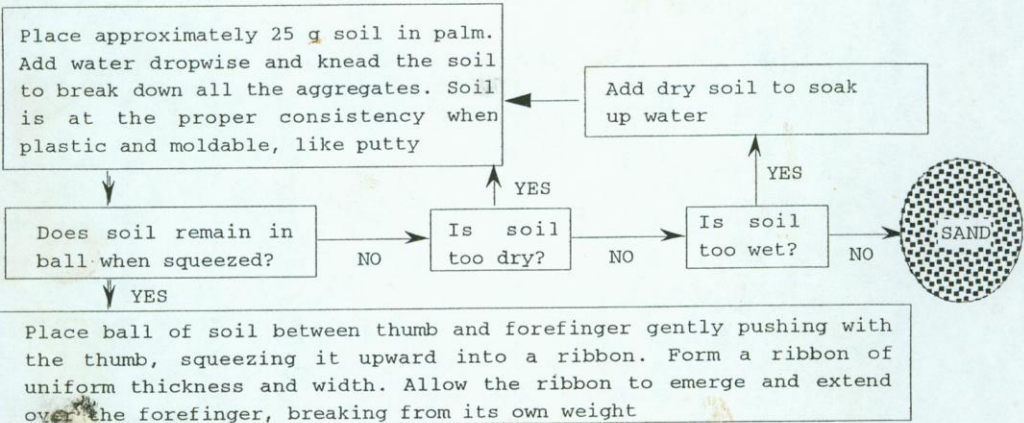 Place approximately 25 g soil in palm.
Add water dropwise and knead the soil
to break down all the aggregates. Soil
is at the proper consistency when
plastic and moldable, like putty
Add dry soil to soak
up water
YES
YES
Does soil remain in
ball when squeezed?
NO
Is soil
too dry?
NO
Is soil
too wet?
NO
SAND
YES
Place ball of soil between thumb and forefinger gently pushing with
the thumb, squeezing it upward into a ribbon. Form a ribbon of
uniform thickness and width. Allow the ribbon to emerge and extend
over the forefinger, breaking from its own weight